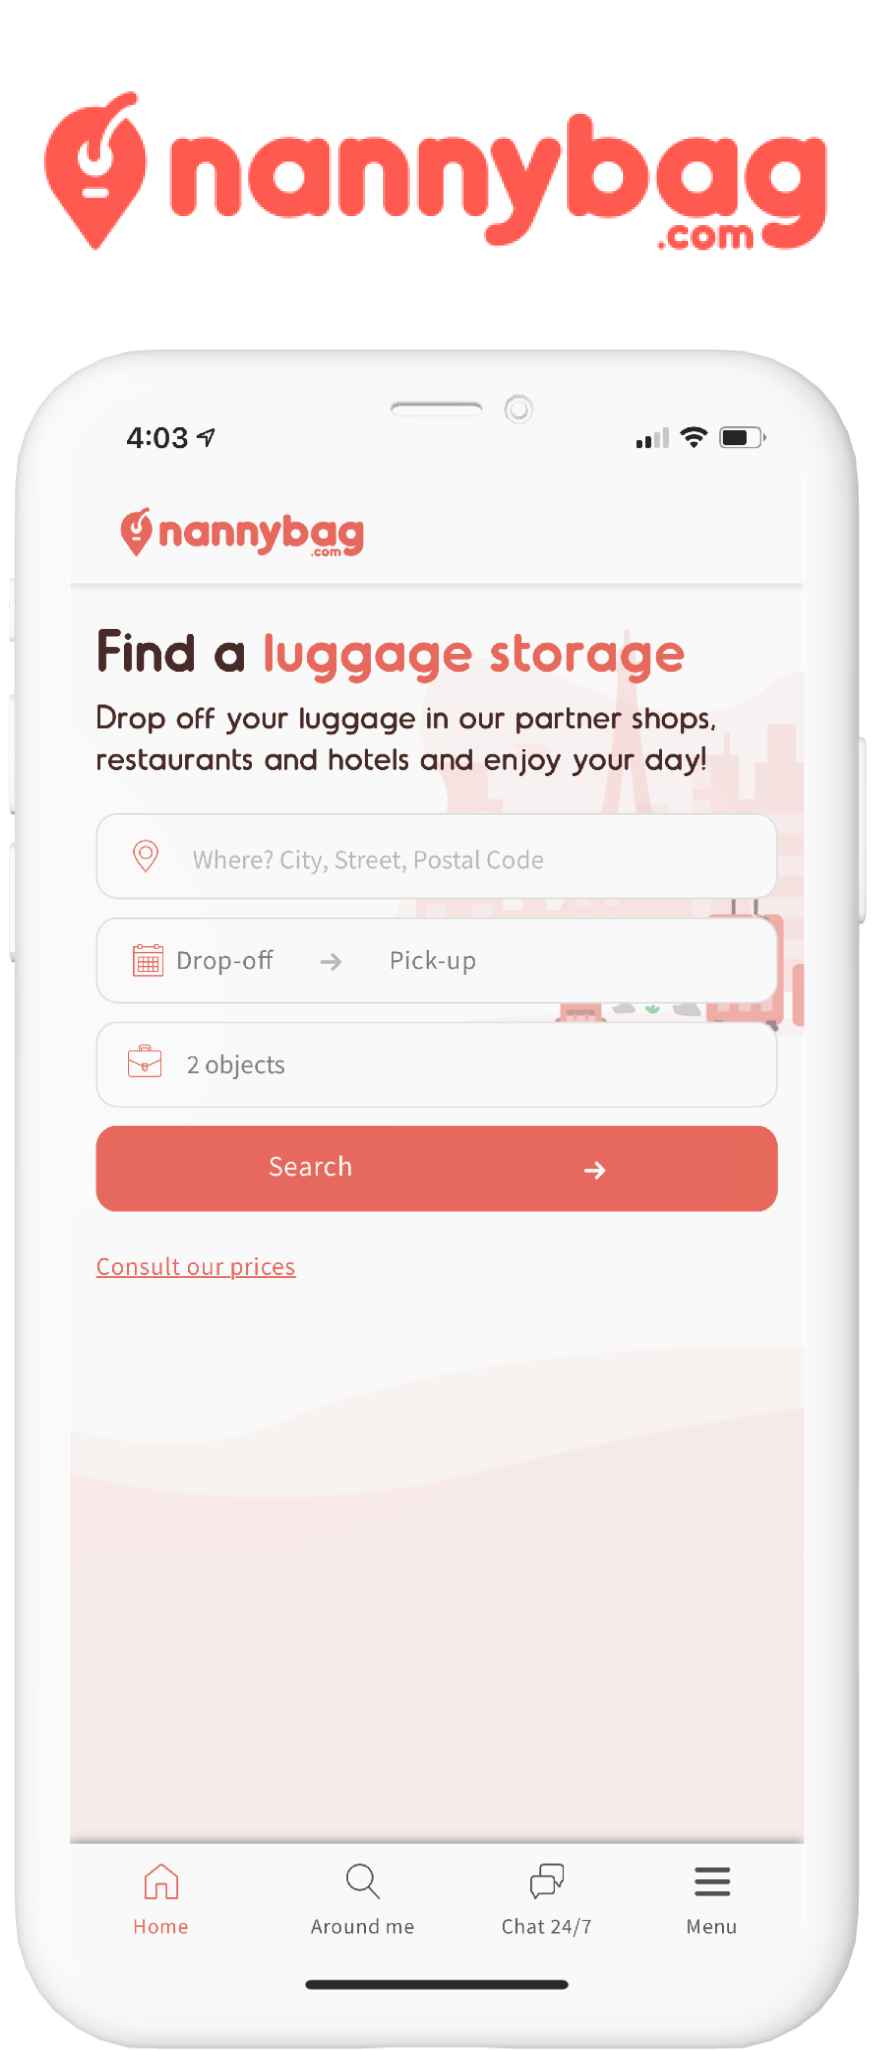 nannybag
.com
4:03
nannybag
.com
Find a luggage storage
Drop off your luggage in our partner shops,
restaurants and hotels and enjoy your day!
Where? City, Street, Postal Code
Drop-off → Pick-up
2 objects
Search →
Consult our prices
Home Around me Chat 24/7 Menu